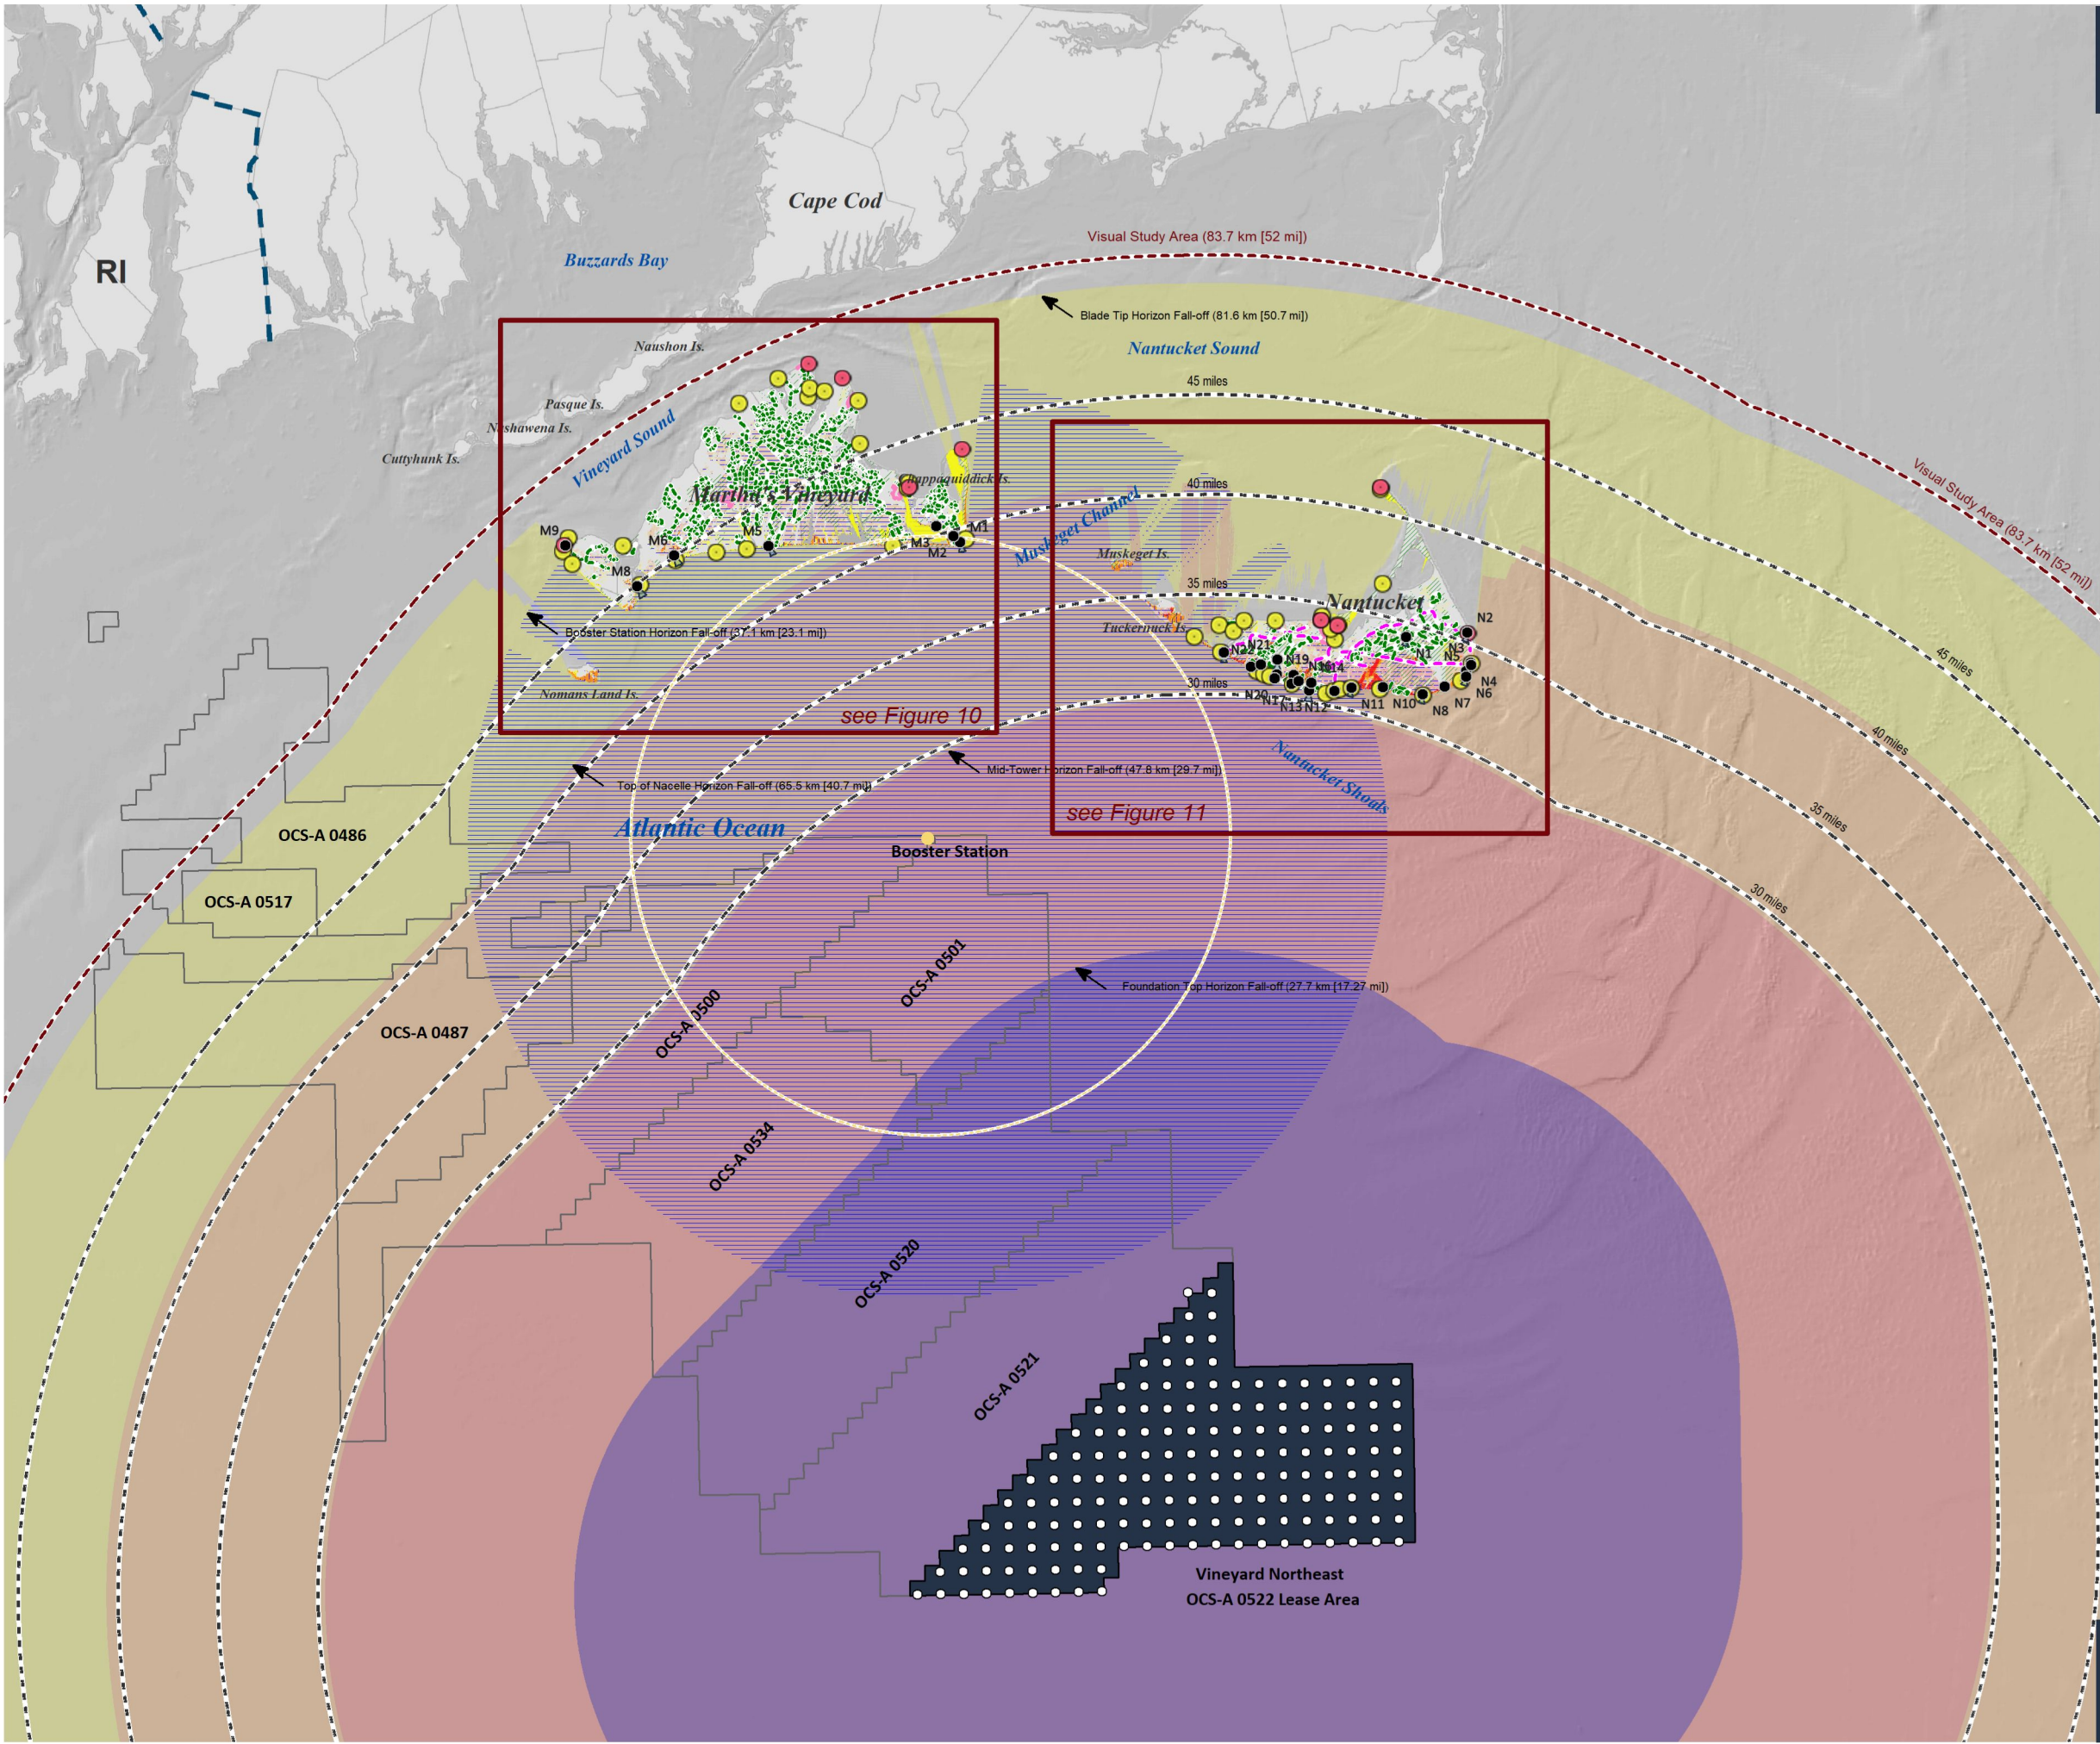 Cape Cod
Visual Study Area (83.7 km [52 mi])
Buzzards Bay
RI
Blade Tip Horizon Fall-off (81.6 km [50.7 mi])
Naushon Is.
Nantucket Sound
45 miles
Pasque Is.
Nashawena Is.
Vineyard Sound
Cuttyhunk Is.
Visual Study Area (83.7 km [52 mi])
Chappaquiddick Is.
40 miles
Martha's Vineyard
M9
M6
M5
M1
M3
M2
Muskeget Channel
Muskeget Is.
M8
35 miles
Nantucket
Tuckernuck Is.
N2
Booster Station Horizon Fall-off (37.1 km [23.1 mi])
N22
N21
N19
N14
N1
N3
N5
N4
Nomans Land Is.
30 miles
N20
N17
N13
N12
N11
N10
N8
N7
N6
45 miles
see Figure 10
40 miles
Nantucket Shoals
Mid-Tower Horizon Fall-off (47.8 km [29.7 mi])
Top of Nacelle Horizon Fall-off (65.5 km [40.7 mi])
see Figure 11
35 miles
Atlantic Ocean
OCS-A 0486
Booster Station
30 miles
OCS-A 0517
OCS-A 0501
Foundation Top Horizon Fall-off (27.7 km [17.27 mi])
OCS-A 0500
OCS-A 0487
OCS-A 0534
OCS-A 0520
OCS-A 0521
Vineyard Northeast
OCS-A 0522 Lease Area